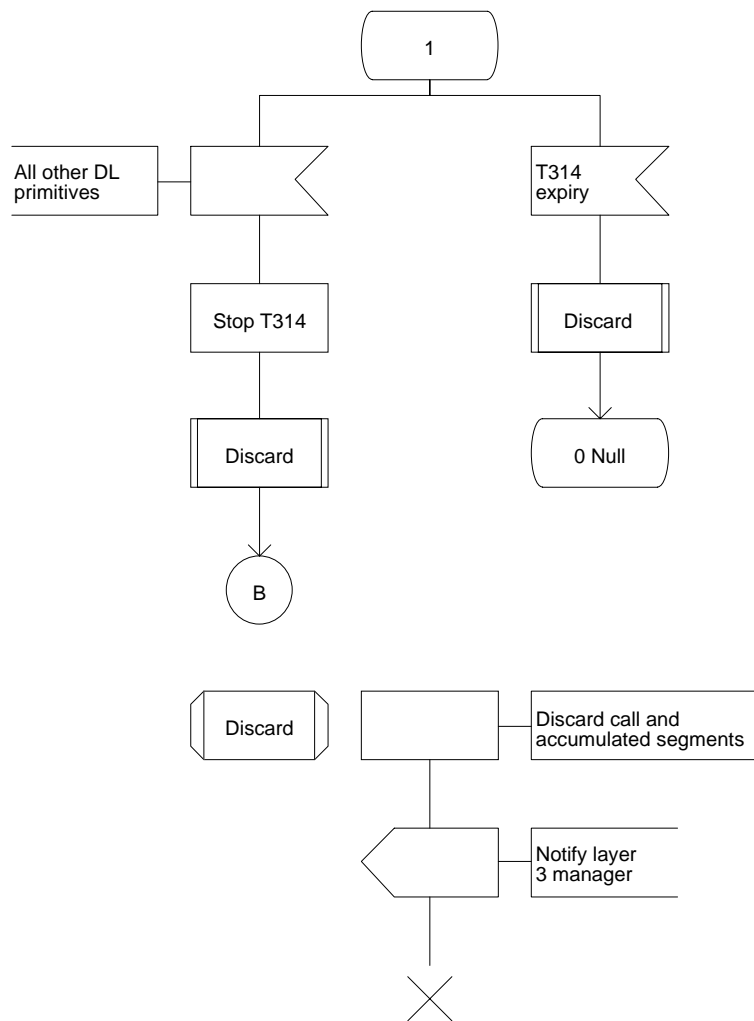 1
All other DL
primitives
T314
expiry
Stop T314
Discard
Discard
0 Null
B
Discard
Discard call and
accumulated segments
Notify layer
3 manager